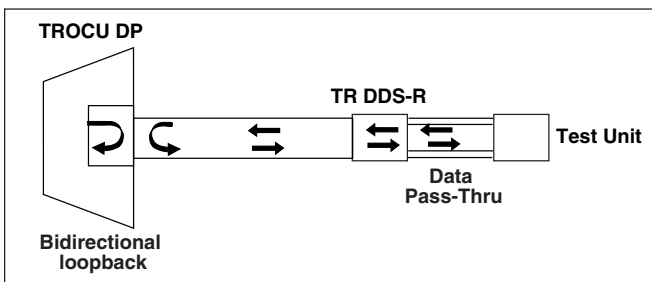 TROCU DP
TR DDS-R
Test Unit
Data
Pass-Thru
Bidirectional
loopback